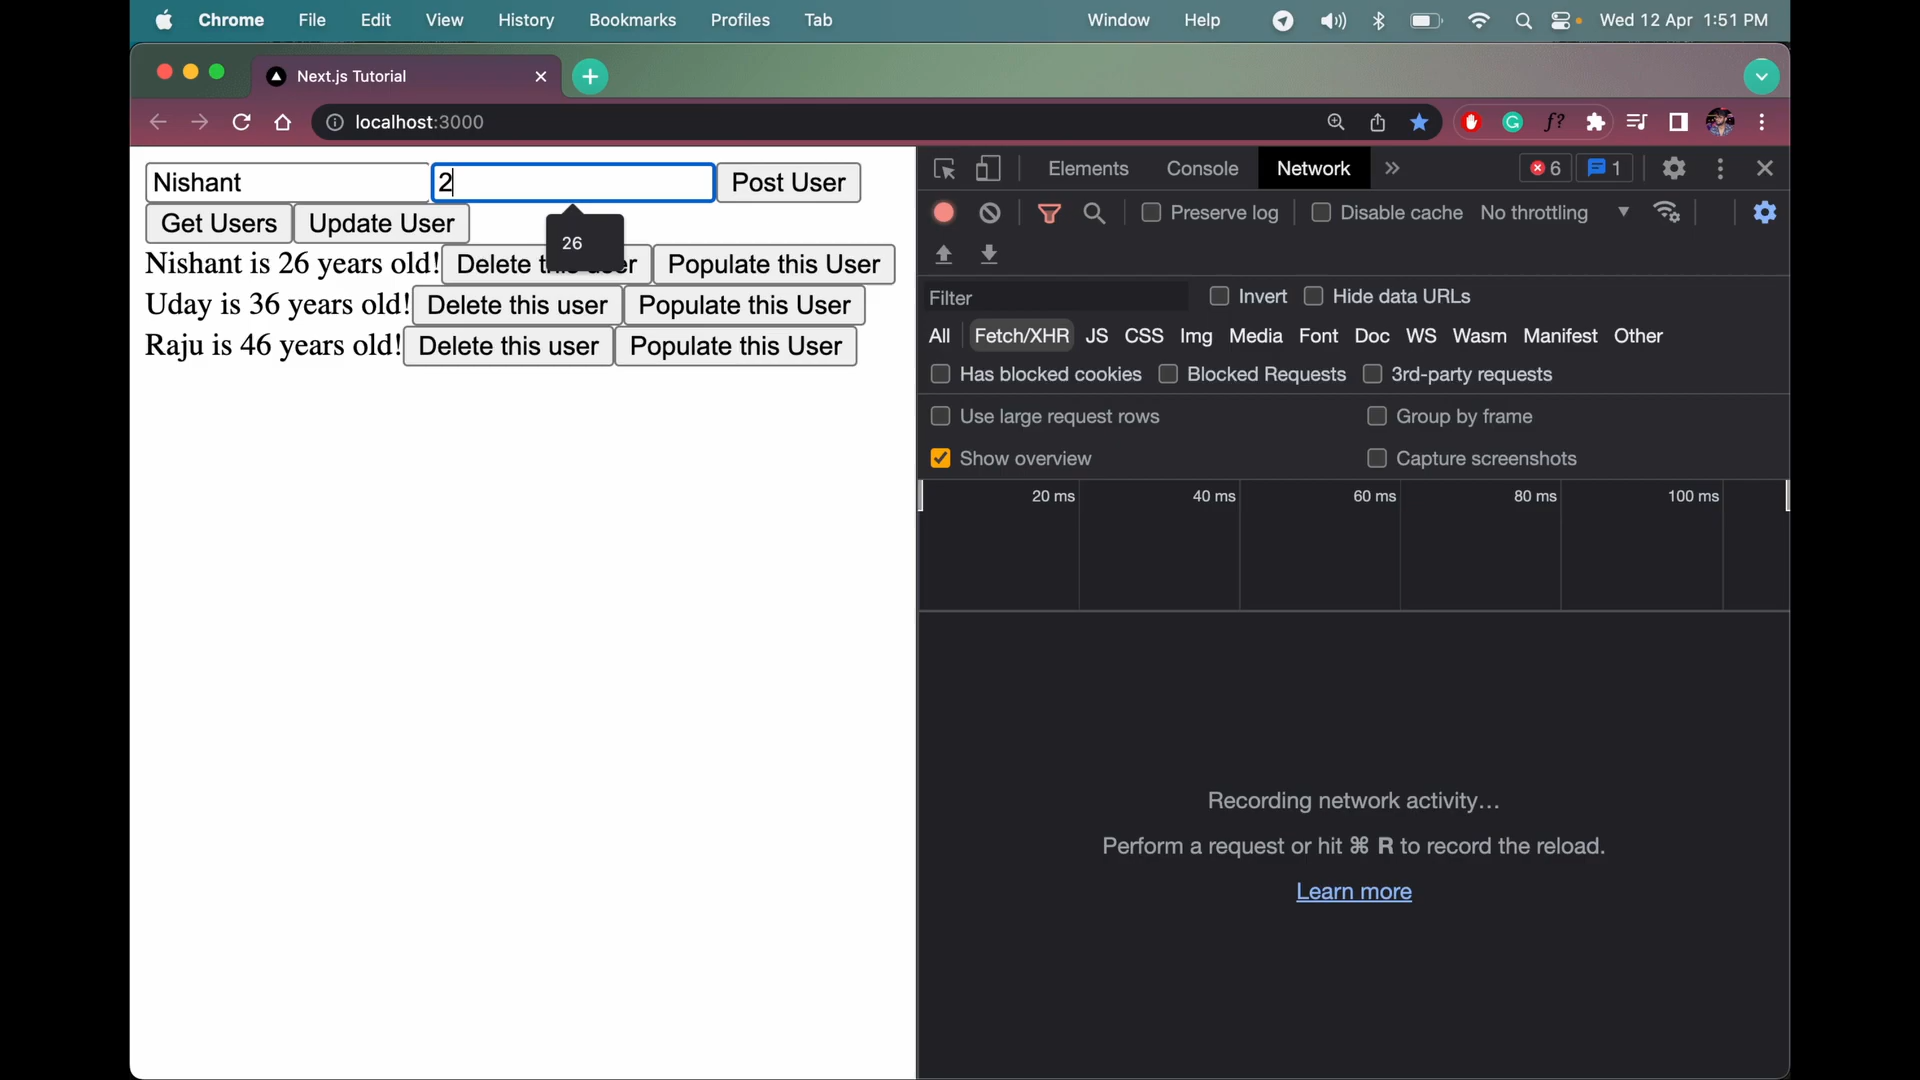 Chrome File Edit View History Bookmarks Profiles Tab Window Help Wed 12 Apr 1:51 PM
Next.js Tutorial
localhost:3000
Nishant 2 Post User
Get Users Update User
26
Nishant is 26 years old! Delete this user Populate this User
Uday is 36 years old! Delete this user Populate this User
Raju is 46 years old! Delete this user Populate this User
Elements Console Network 6 1
Preserve log Disable cache No throttling
Filter Invert Hide data URLs
All Fetch/XHR JS CSS Img Media Font Doc WS Wasm Manifest Other
Has blocked cookies Blocked Requests 3rd-party requests
Use large request rows Group by frame
Show overview Capture screenshots
20 ms 40 ms 60 ms 80 ms 100 ms
Recording network activity…
Perform a request or hit ⌘ R to record the reload.
Learn more